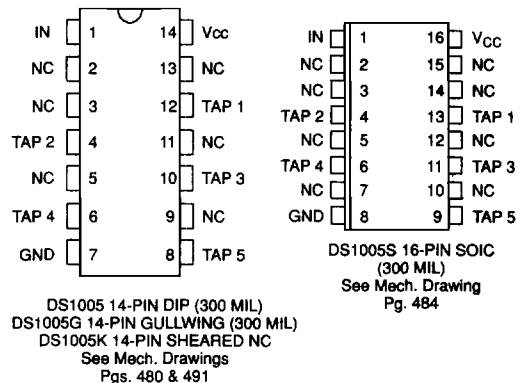 IN 1 14 Vcc
NC 2 13 NC
NC 3 12 TAP 1
TAP 2 4 11 NC
NC 5 10 TAP 3
TAP 4 6 9 NC
GND 7 8 TAP 5
DS1005 14-PIN DIP (300 MIL)
DS1005G 14-PIN GULLWING (300 MIL)
DS1005K 14-PIN SHEARED NC
See Mech. Drawings
Pgs. 480 & 491
IN 1 16 VCC
NC 2 15 NC
NC 3 14 NC
TAP 2 4 13 TAP 1
NC 5 12 NC
TAP 4 6 11 TAP 3
NC 7 10 NC
GND 8 9 TAP 5
DS1005S 16-PIN SOIC
(300 MIL)
See Mech. Drawing
Pg. 484